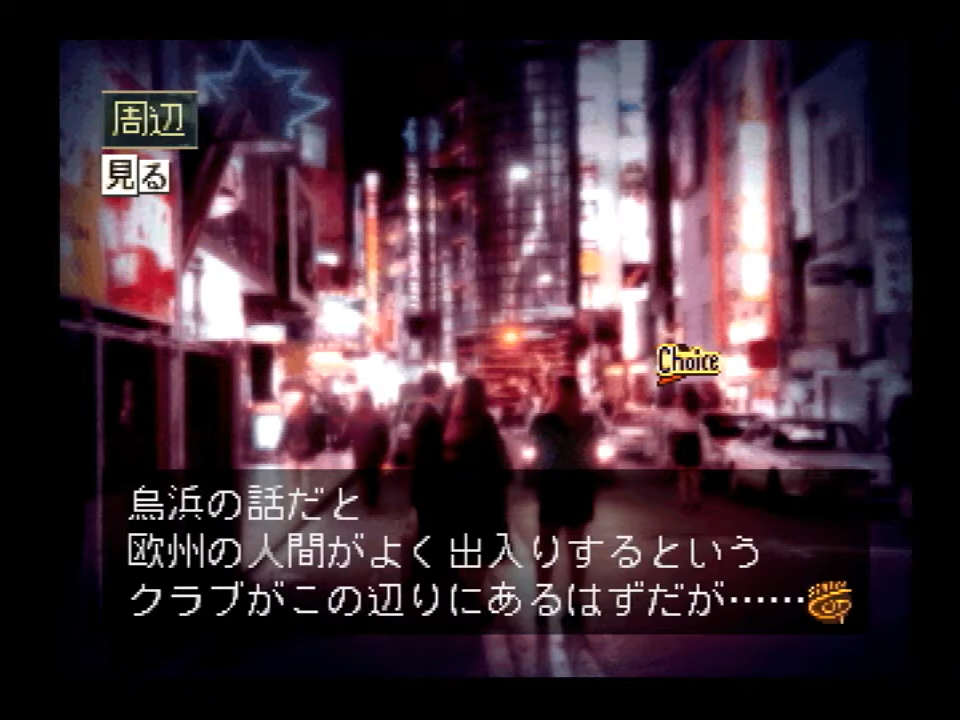 周辺
見る
Choice
烏浜の話だと
欧州の人間がよく出入りするという
クラブがこの辺りにあるはずだが……